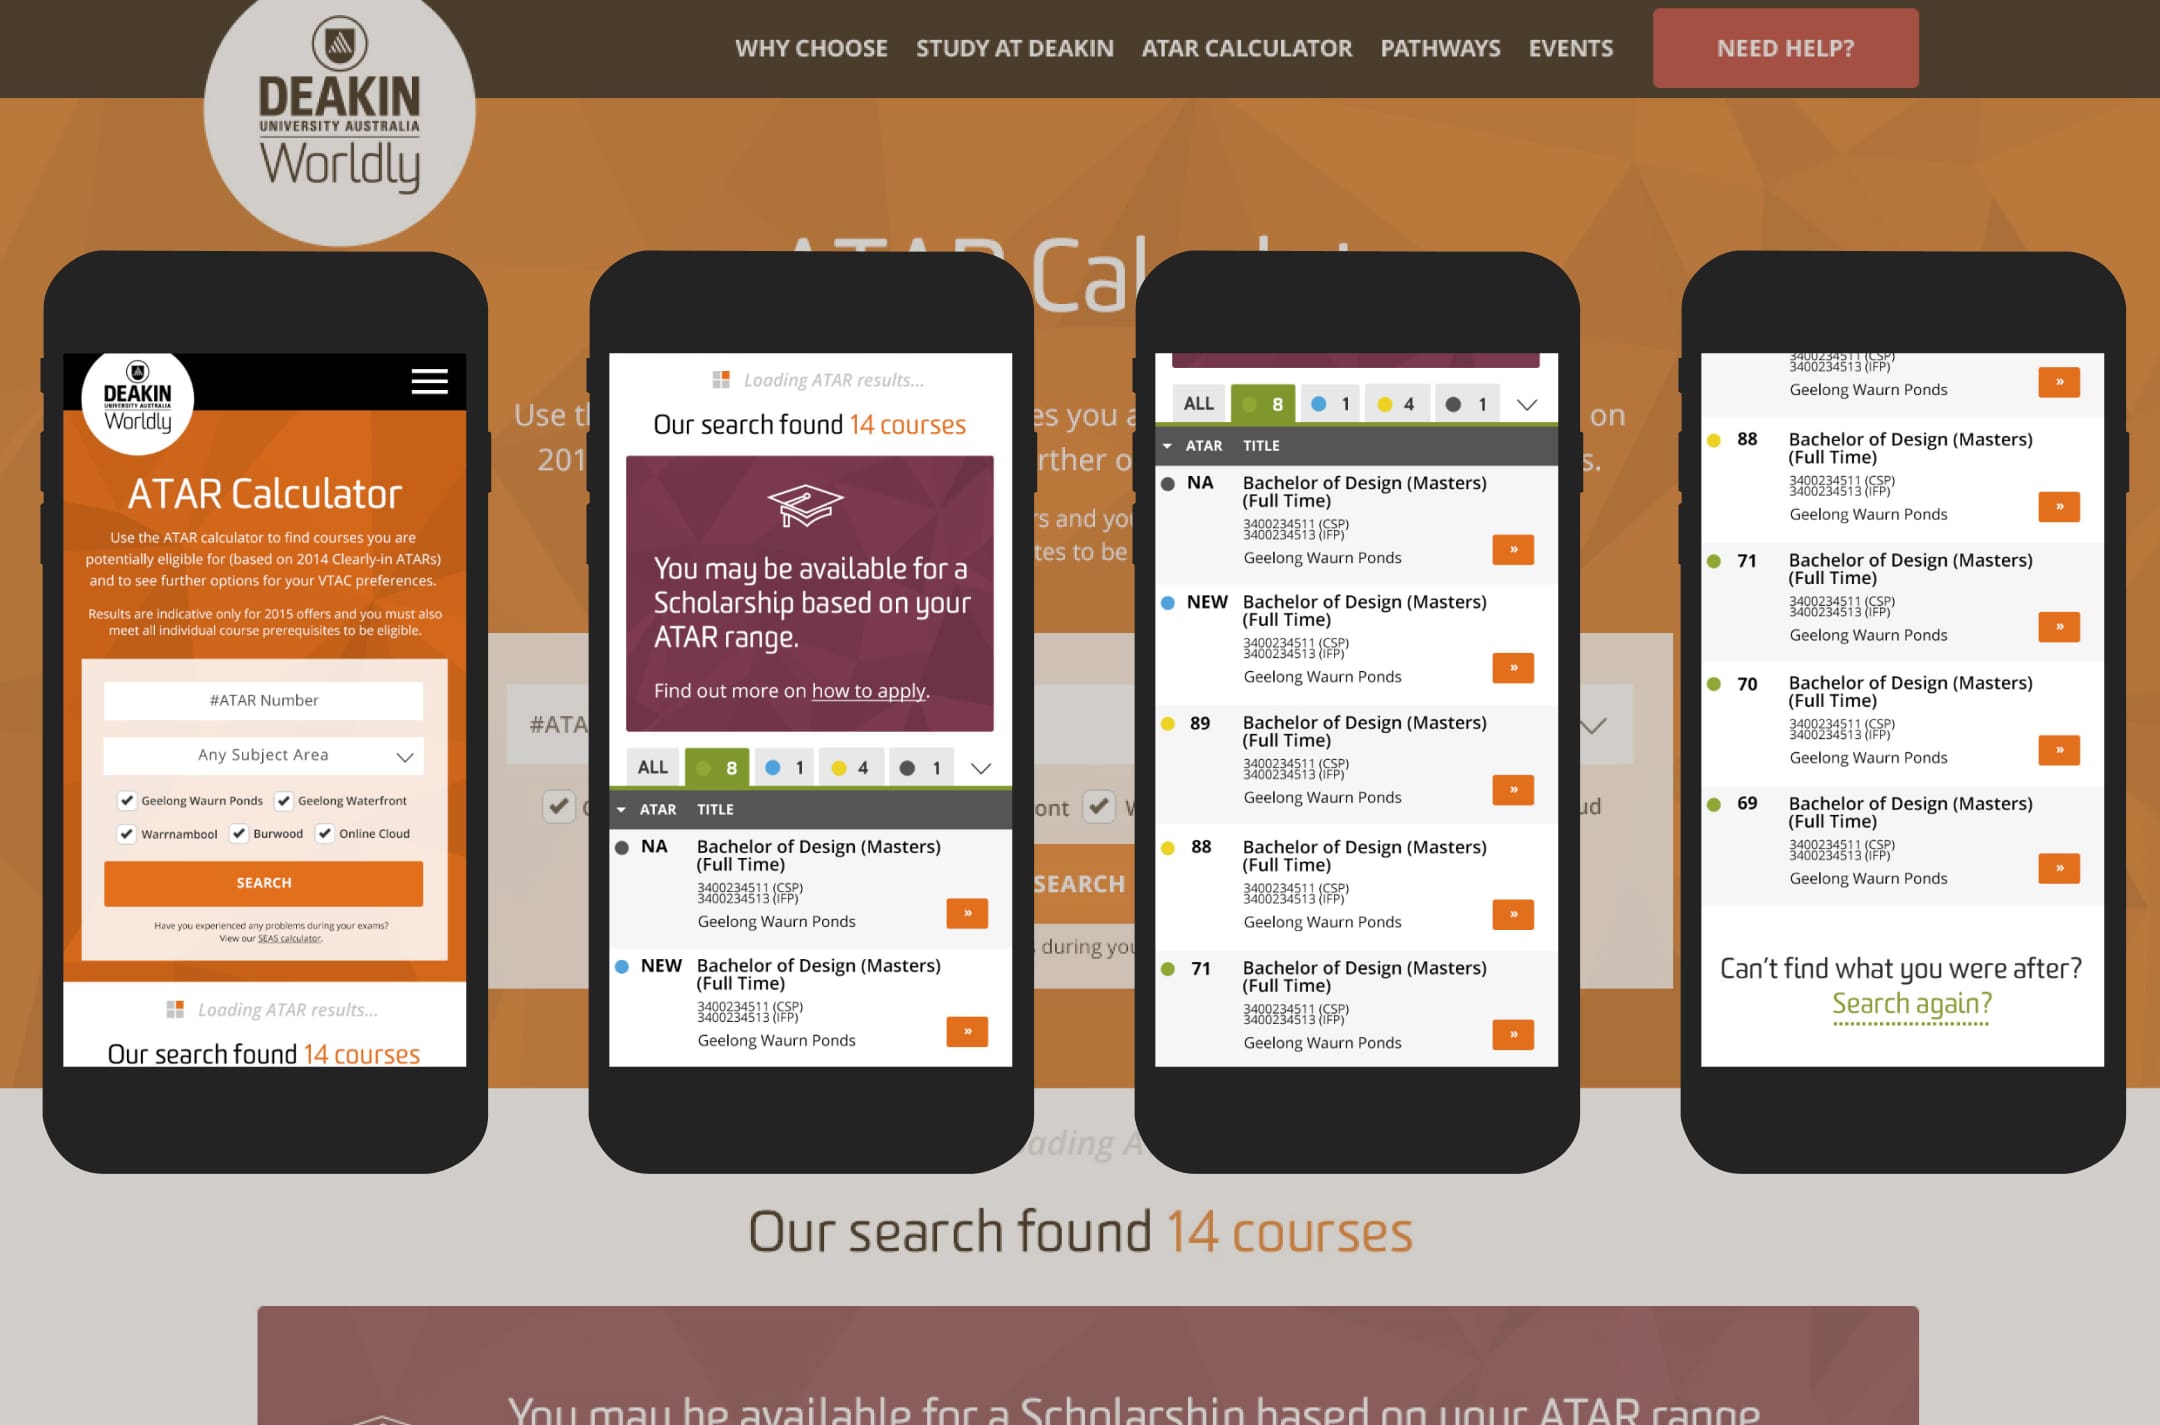 DEAKIN
UNIVERSITY AUSTRALIA
Worldly
WHY CHOOSE
STUDY AT DEAKIN
ATAR CALCULATOR
PATHWAYS
EVENTS
NEED HELP?
DEAKIN
UNIVERSITY AUSTRALIA
Worldly
ATAR Calculator
Use the ATAR calculator to find courses you are
potentially eligible for (based on 2014 Clearly-in ATARs)
and to see further options for your VTAC preferences.
Results are indicative only for 2015 offers and you must also
meet all individual course prerequisites to be eligible.
#ATAR Number
Any Subject Area
Geelong Waurn Ponds
Geelong Waterfront
Warrnambool
Burwood
Online Cloud
SEARCH
Have you experienced any problems during your exams?
View our SEAS calculator.
Loading ATAR results...
Our search found 14 courses
Loading ATAR results...
Our search found 14 courses
You may be available for a
Scholarship based on your
ATAR range.
Find out more on how to apply.
ALL 8 1 4 1
ATAR TITLE
NA Bachelor of Design (Masters)
(Full Time)
3400234511 (CSP)
3400234513 (IFP)
Geelong Waurn Ponds
»
NEW Bachelor of Design (Masters)
(Full Time)
3400234511 (CSP)
3400234513 (IFP)
Geelong Waurn Ponds
»
ALL 8 1 4 1
ATAR TITLE
NA Bachelor of Design (Masters)
(Full Time)
3400234511 (CSP)
3400234513 (IFP)
Geelong Waurn Ponds
»
NEW Bachelor of Design (Masters)
(Full Time)
3400234511 (CSP)
3400234513 (IFP)
Geelong Waurn Ponds
»
89 Bachelor of Design (Masters)
(Full Time)
3400234511 (CSP)
3400234513 (IFP)
Geelong Waurn Ponds
»
88 Bachelor of Design (Masters)
(Full Time)
3400234511 (CSP)
3400234513 (IFP)
Geelong Waurn Ponds
»
71 Bachelor of Design (Masters)
(Full Time)
3400234511 (CSP)
3400234513 (IFP)
Geelong Waurn Ponds
»
3400234511 (CSP)
3400234513 (IFP)
Geelong Waurn Ponds
»
88 Bachelor of Design (Masters)
(Full Time)
3400234511 (CSP)
3400234513 (IFP)
Geelong Waurn Ponds
»
71 Bachelor of Design (Masters)
(Full Time)
3400234511 (CSP)
3400234513 (IFP)
Geelong Waurn Ponds
»
70 Bachelor of Design (Masters)
(Full Time)
3400234511 (CSP)
3400234513 (IFP)
Geelong Waurn Ponds
»
69 Bachelor of Design (Masters)
(Full Time)
3400234511 (CSP)
3400234513 (IFP)
Geelong Waurn Ponds
»
Can't find what you were after?
Search again?
Use
on
SEARCH
during
Our search found 14 courses
You may be available for a Scholarship based on your ATAR range